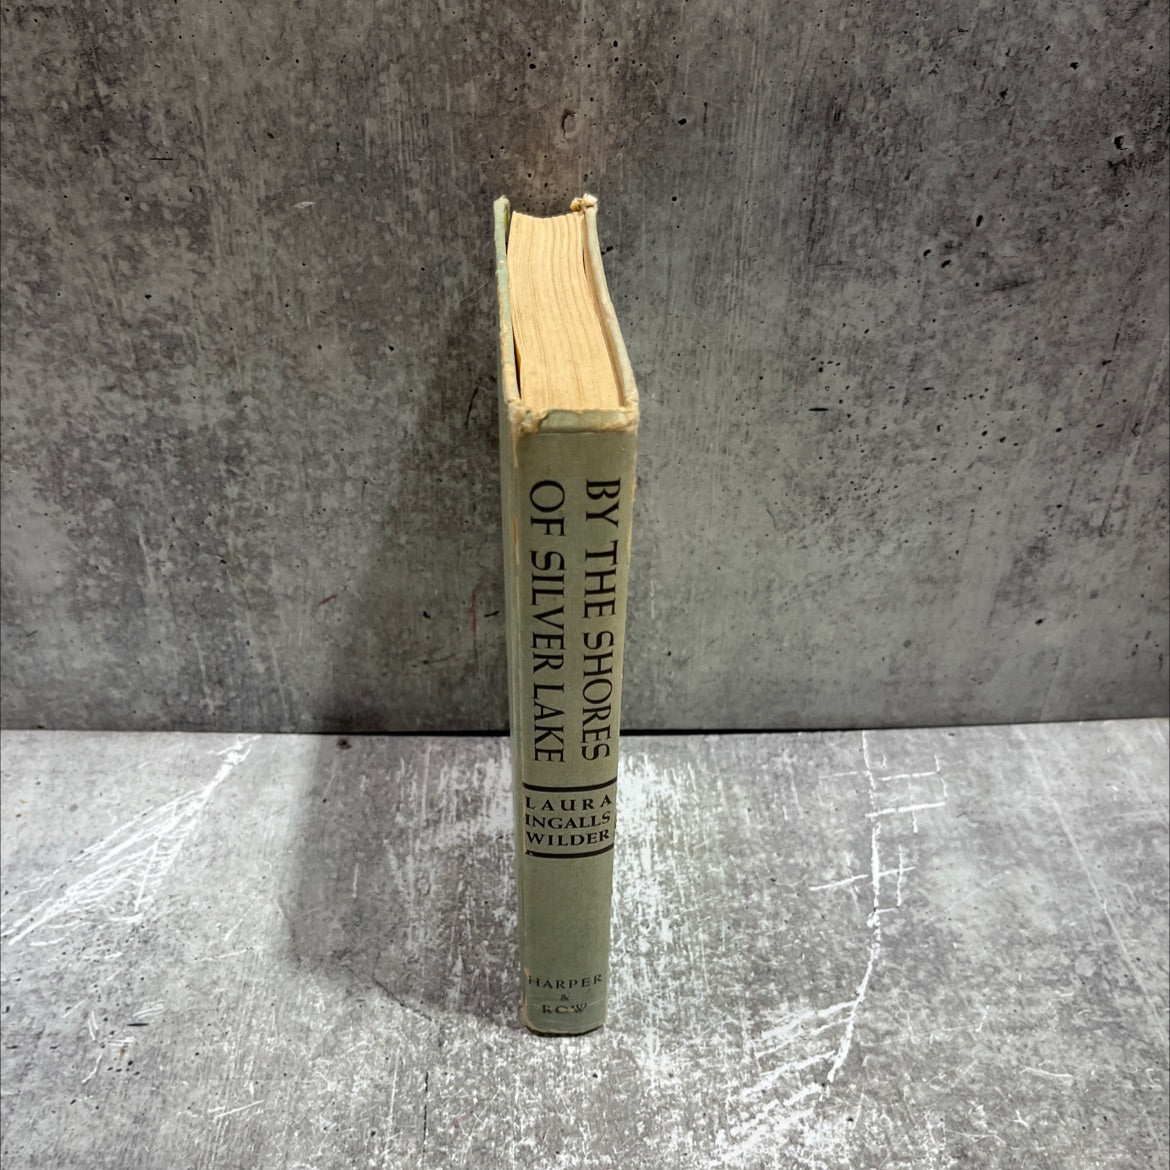 BY THE SHORES
OF SILVER LAKE
LAURA
INGALLS
WILDER
HARPER
&
ROW